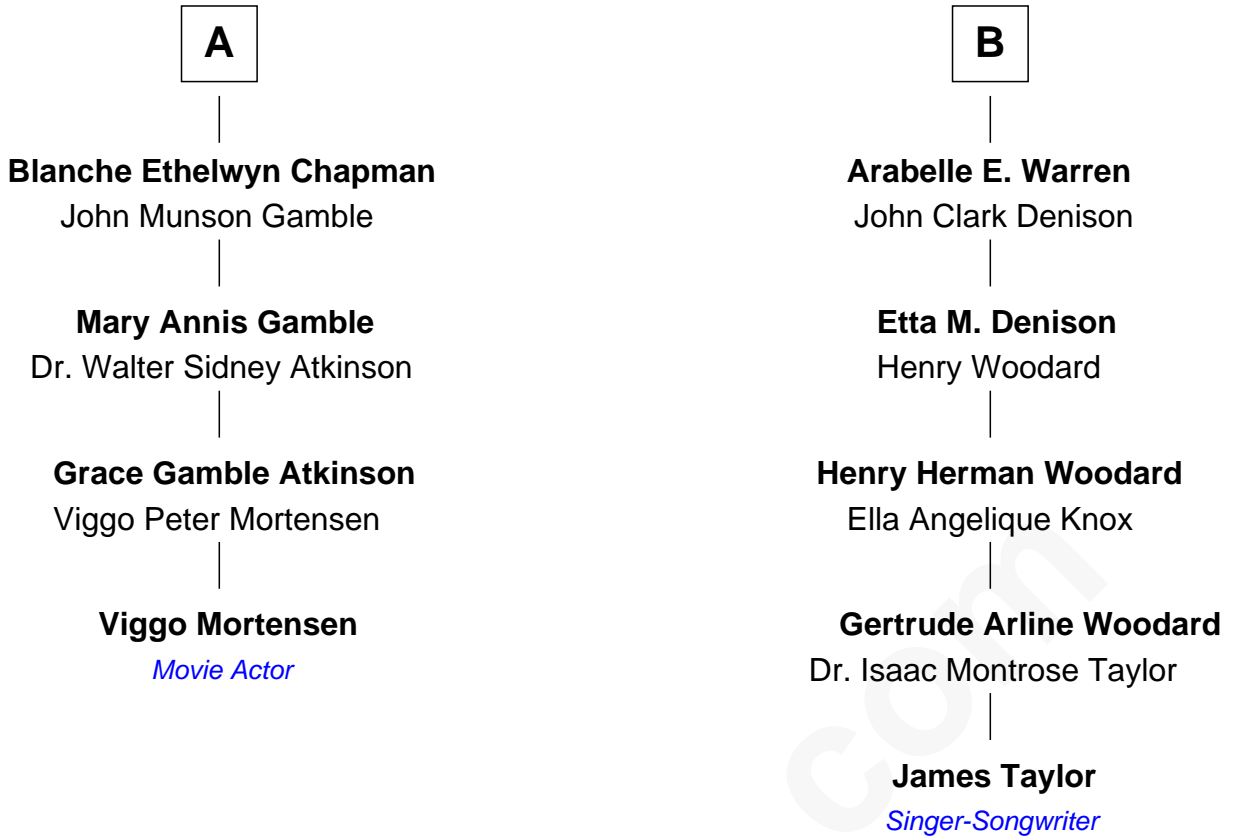 A
Blanche Ethelwyn Chapman
John Munson Gamble
Mary Annis Gamble
Dr. Walter Sidney Atkinson
Grace Gamble Atkinson
Viggo Peter Mortensen
Viggo Mortensen
Movie Actor
B
Arabelle E. Warren
John Clark Denison
Etta M. Denison
Henry Woodard
Henry Herman Woodard
Ella Angelique Knox
Gertrude Arline Woodard
Dr. Isaac Montrose Taylor
James Taylor
Singer-Songwriter
com